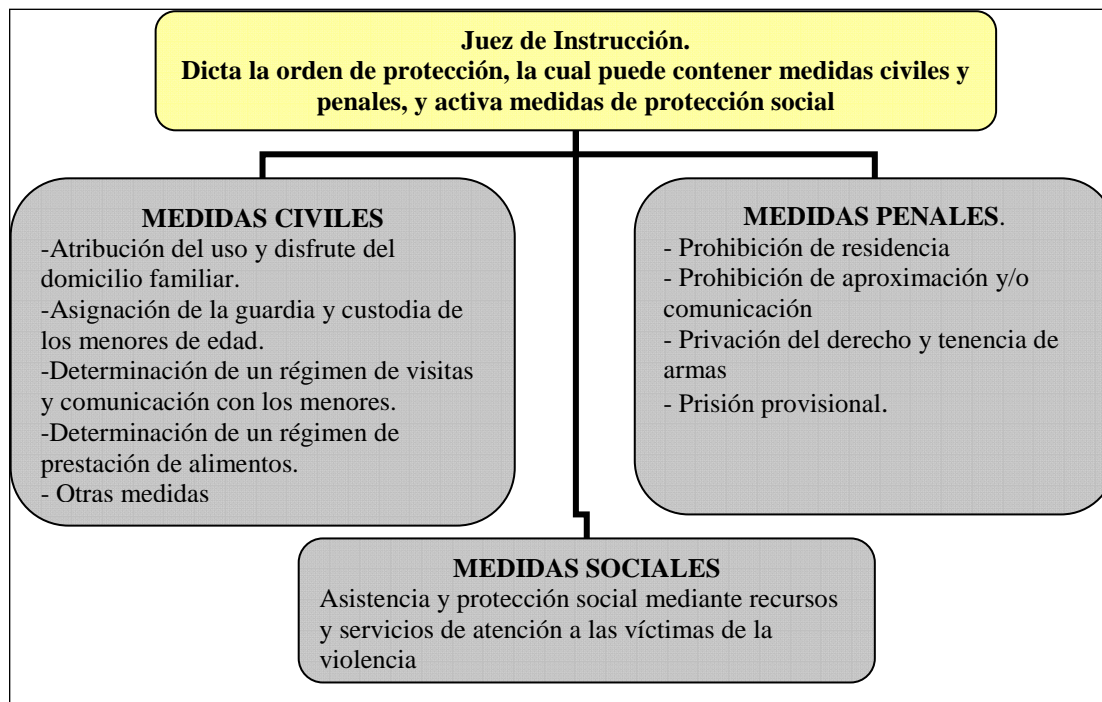 Juez de Instrucción.
Dicta la orden de protección, la cual puede contener medidas civiles y
penales, y activa medidas de protección social
MEDIDAS CIVILES
-Atribución del uso y disfrute del
domicilio familiar.
-Asignación de la guardia y custodia de
los menores de edad.
-Determinación de un régimen de visitas
y comunicación con los menores.
-Determinación de un régimen de
prestación de alimentos.
- Otras medidas
MEDIDAS PENALES.
- Prohibición de residencia
- Prohibición de aproximación y/o
comunicación
- Privación del derecho y tenencia de
armas
- Prisión provisional.
MEDIDAS SOCIALES
Asistencia y protección social mediante recursos
y servicios de atención a las víctimas de la
violencia